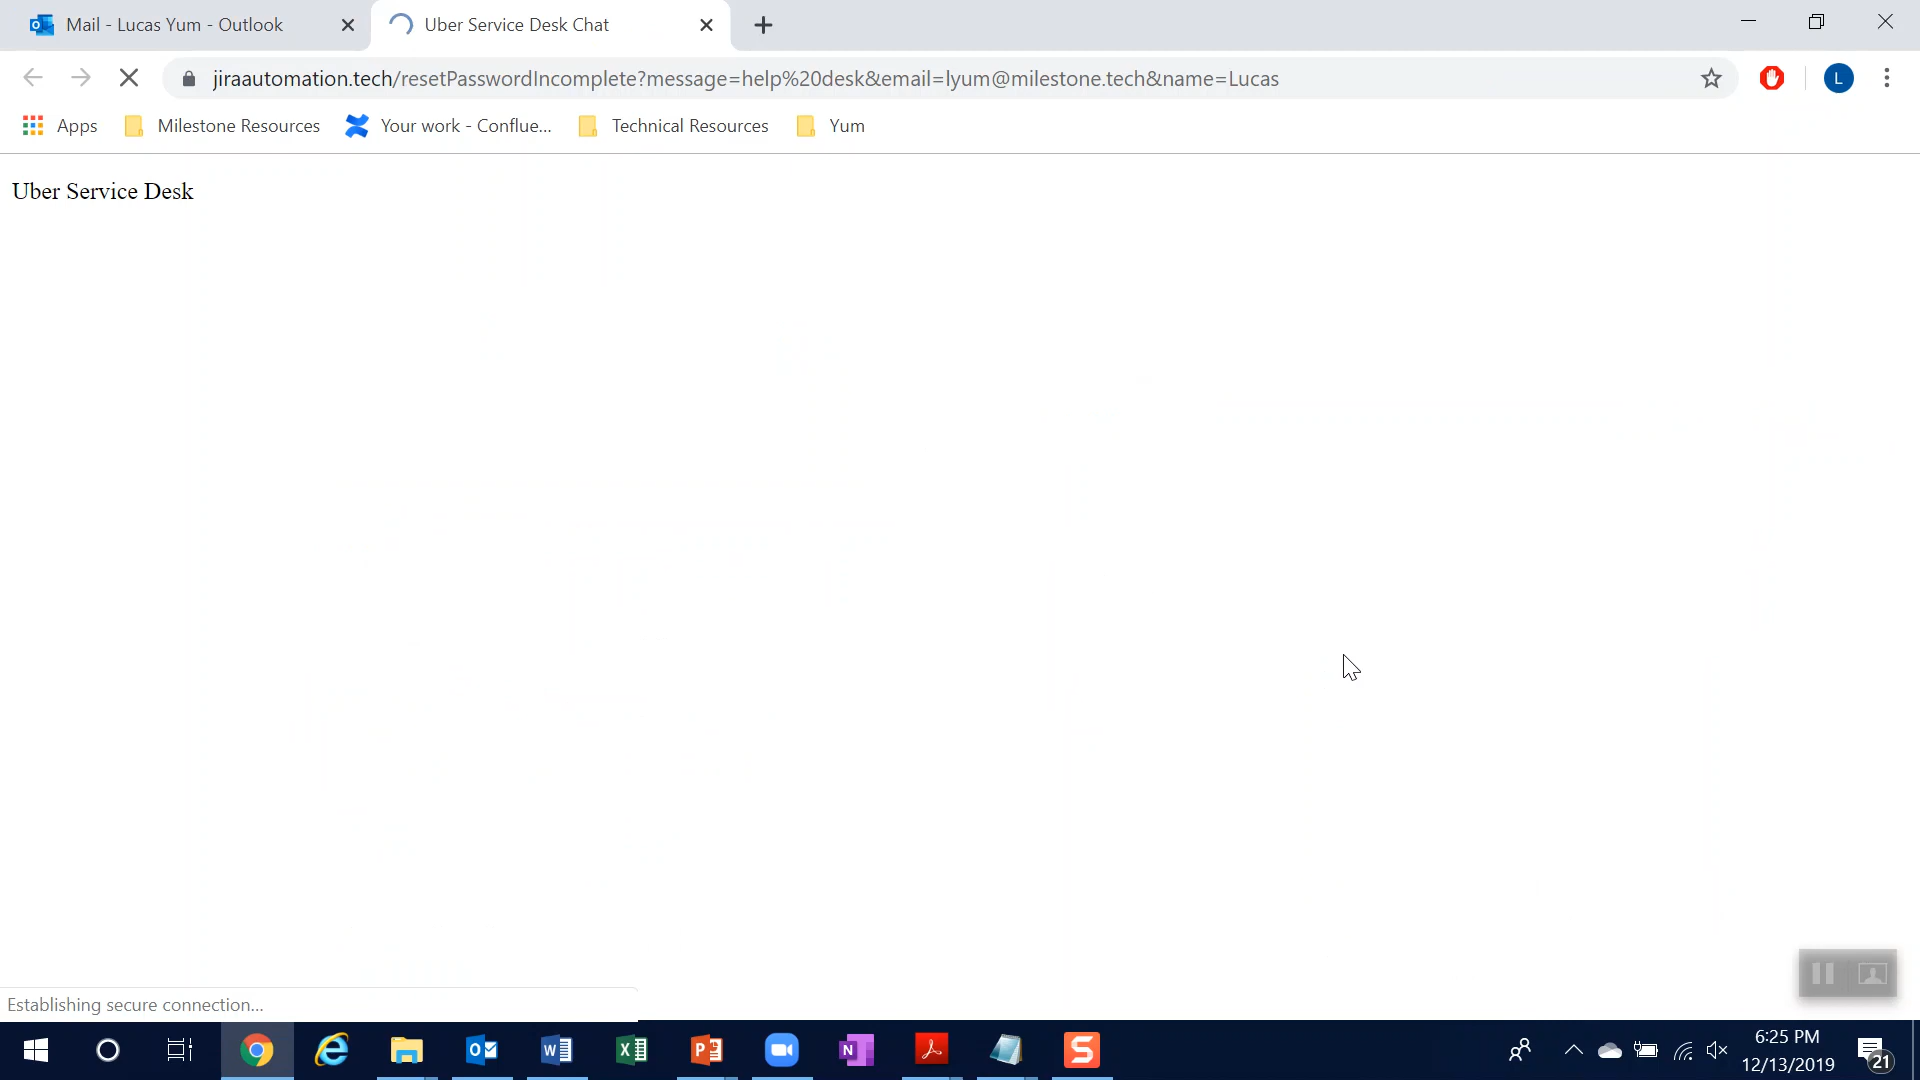 Mail - Lucas Yum - Outlook
Uber Service Desk Chat
jiraautomation.tech/resetPasswordIncomplete?message=help%20desk&email=lyum@milestone.tech&name=Lucas
L
Apps
Milestone Resources
Your work - Conflue...
Technical Resources
Yum
Uber Service Desk
Establishing secure connection...
6:25 PM
12/13/2019
21